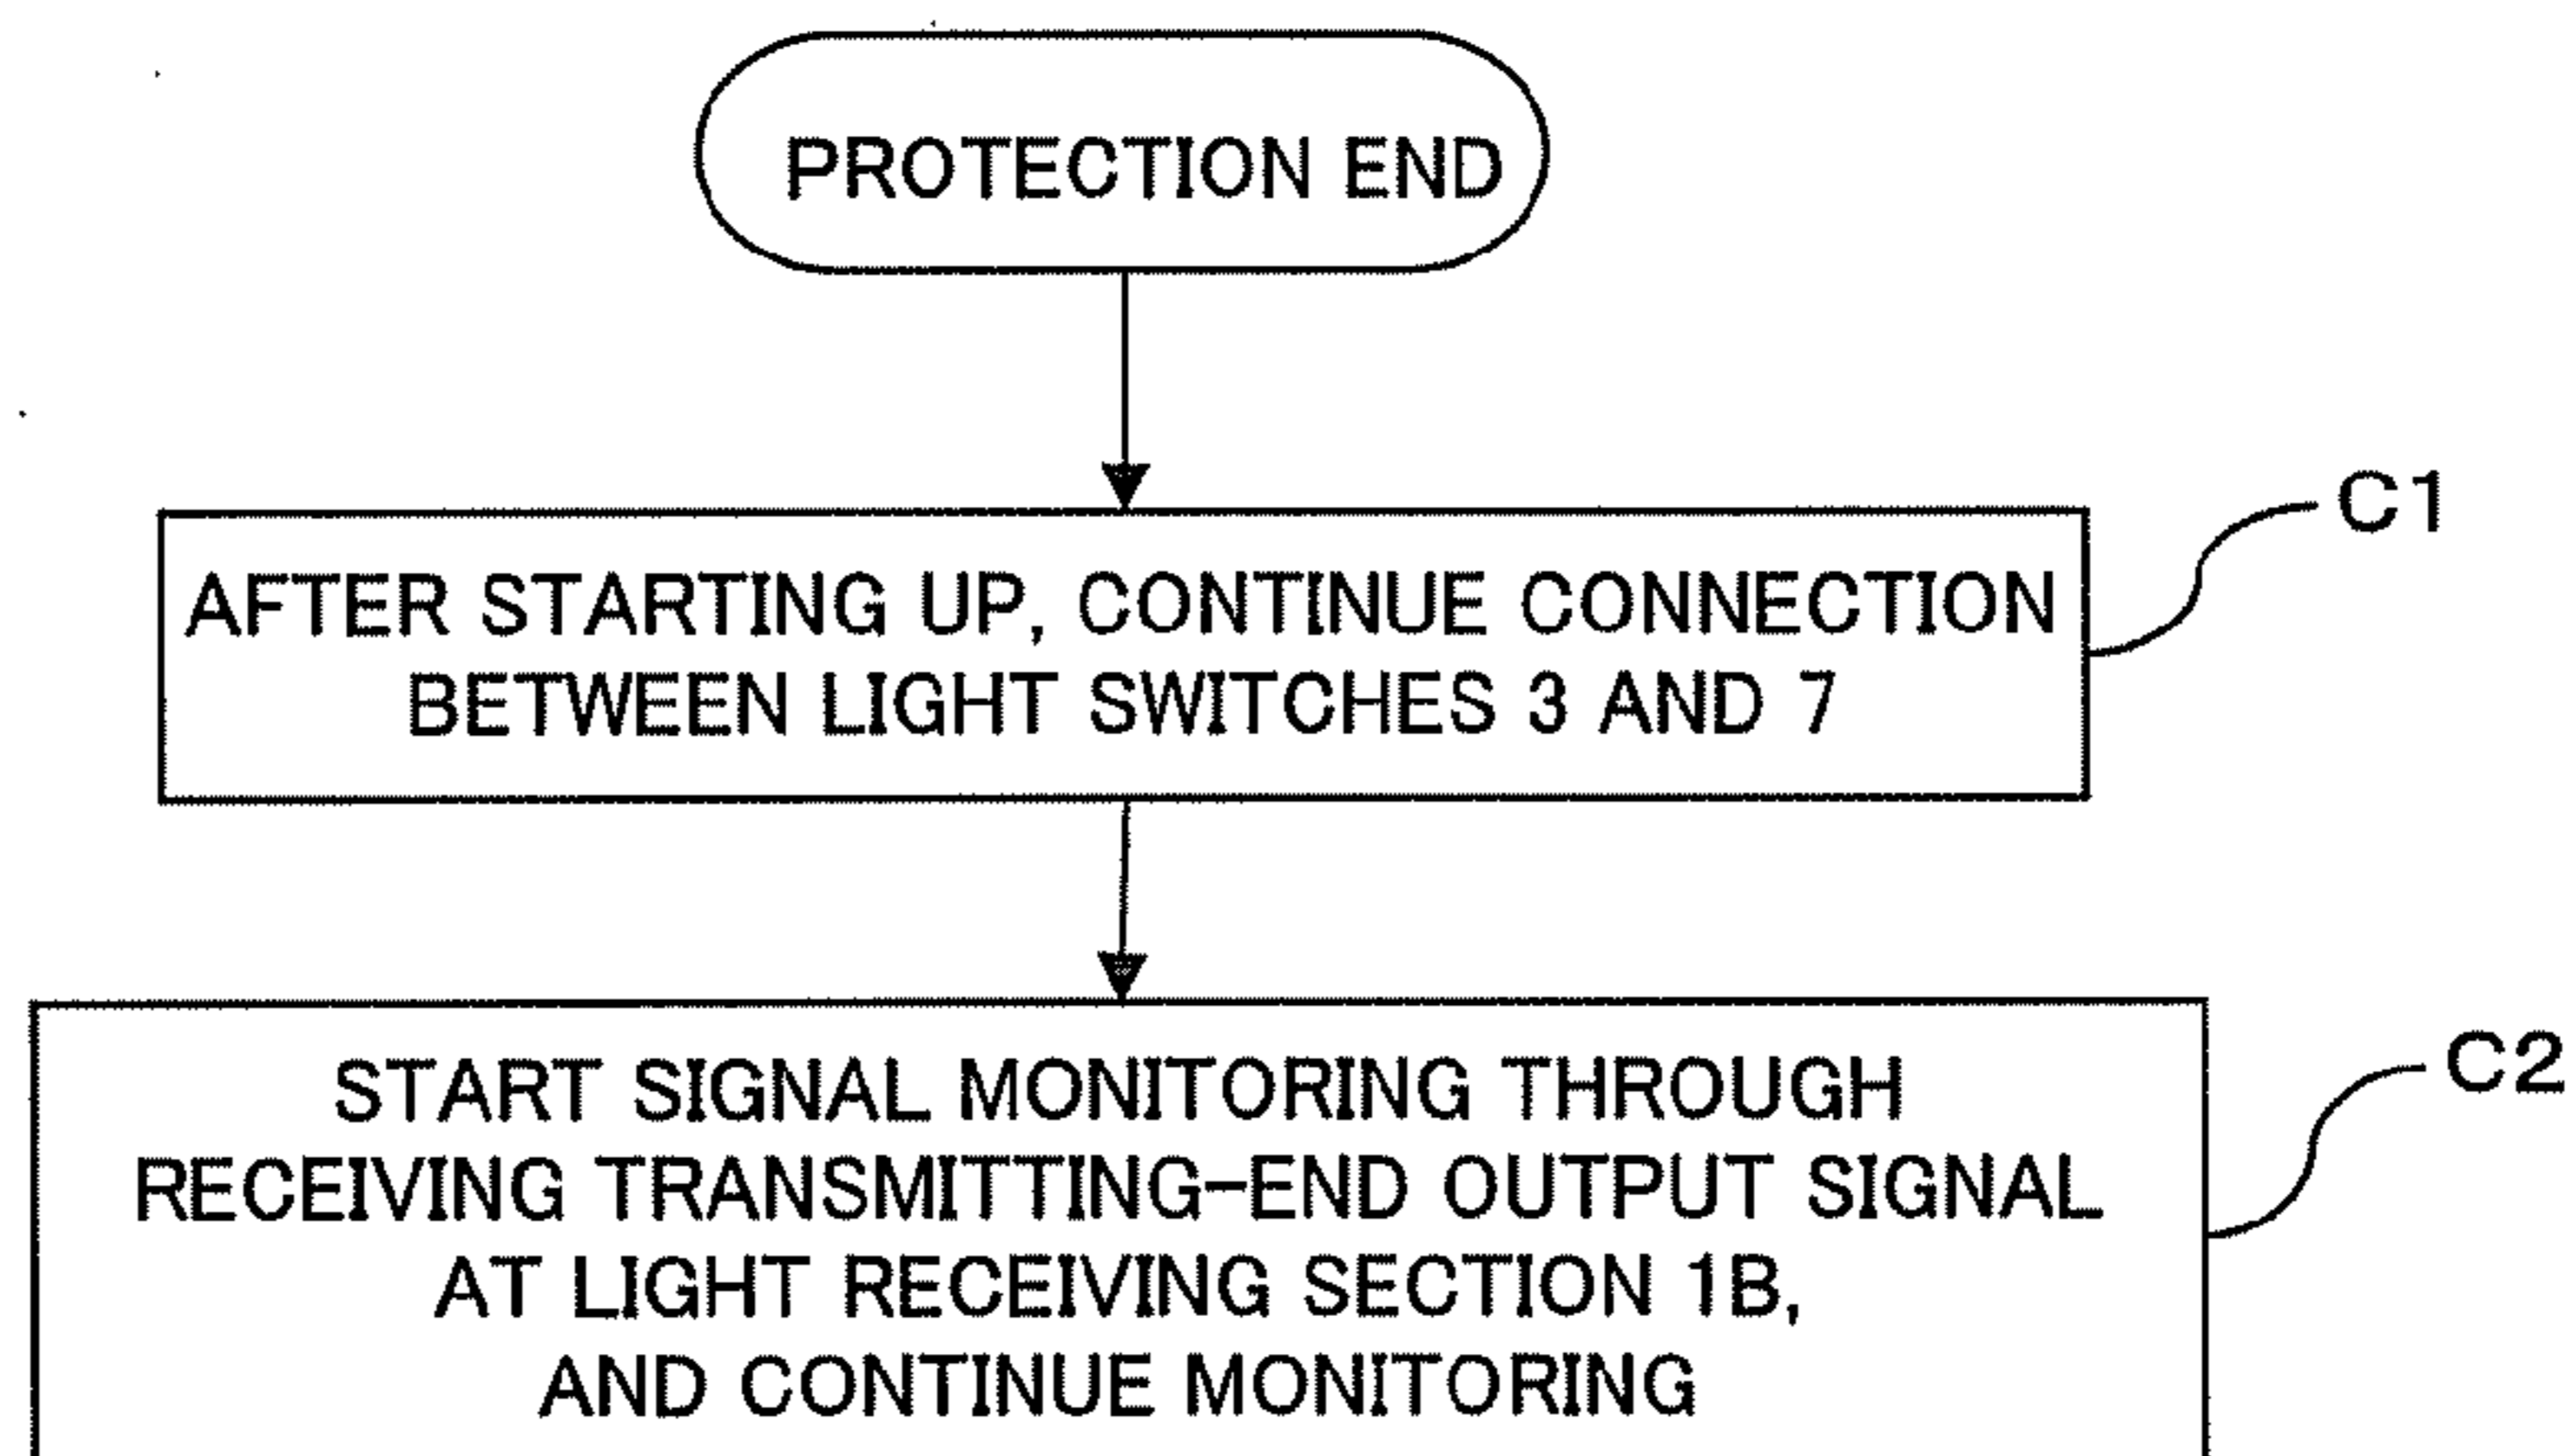 PROTECTION END
C1
AFTER STARTING UP, CONTINUE CONNECTION
BETWEEN LIGHT SWITCHES 3 AND 7
C2
START SIGNAL MONITORING THROUGH
RECEIVING TRANSMITTING-END OUTPUT SIGNAL
AT LIGHT RECEIVING SECTION 1B,
AND CONTINUE MONITORING